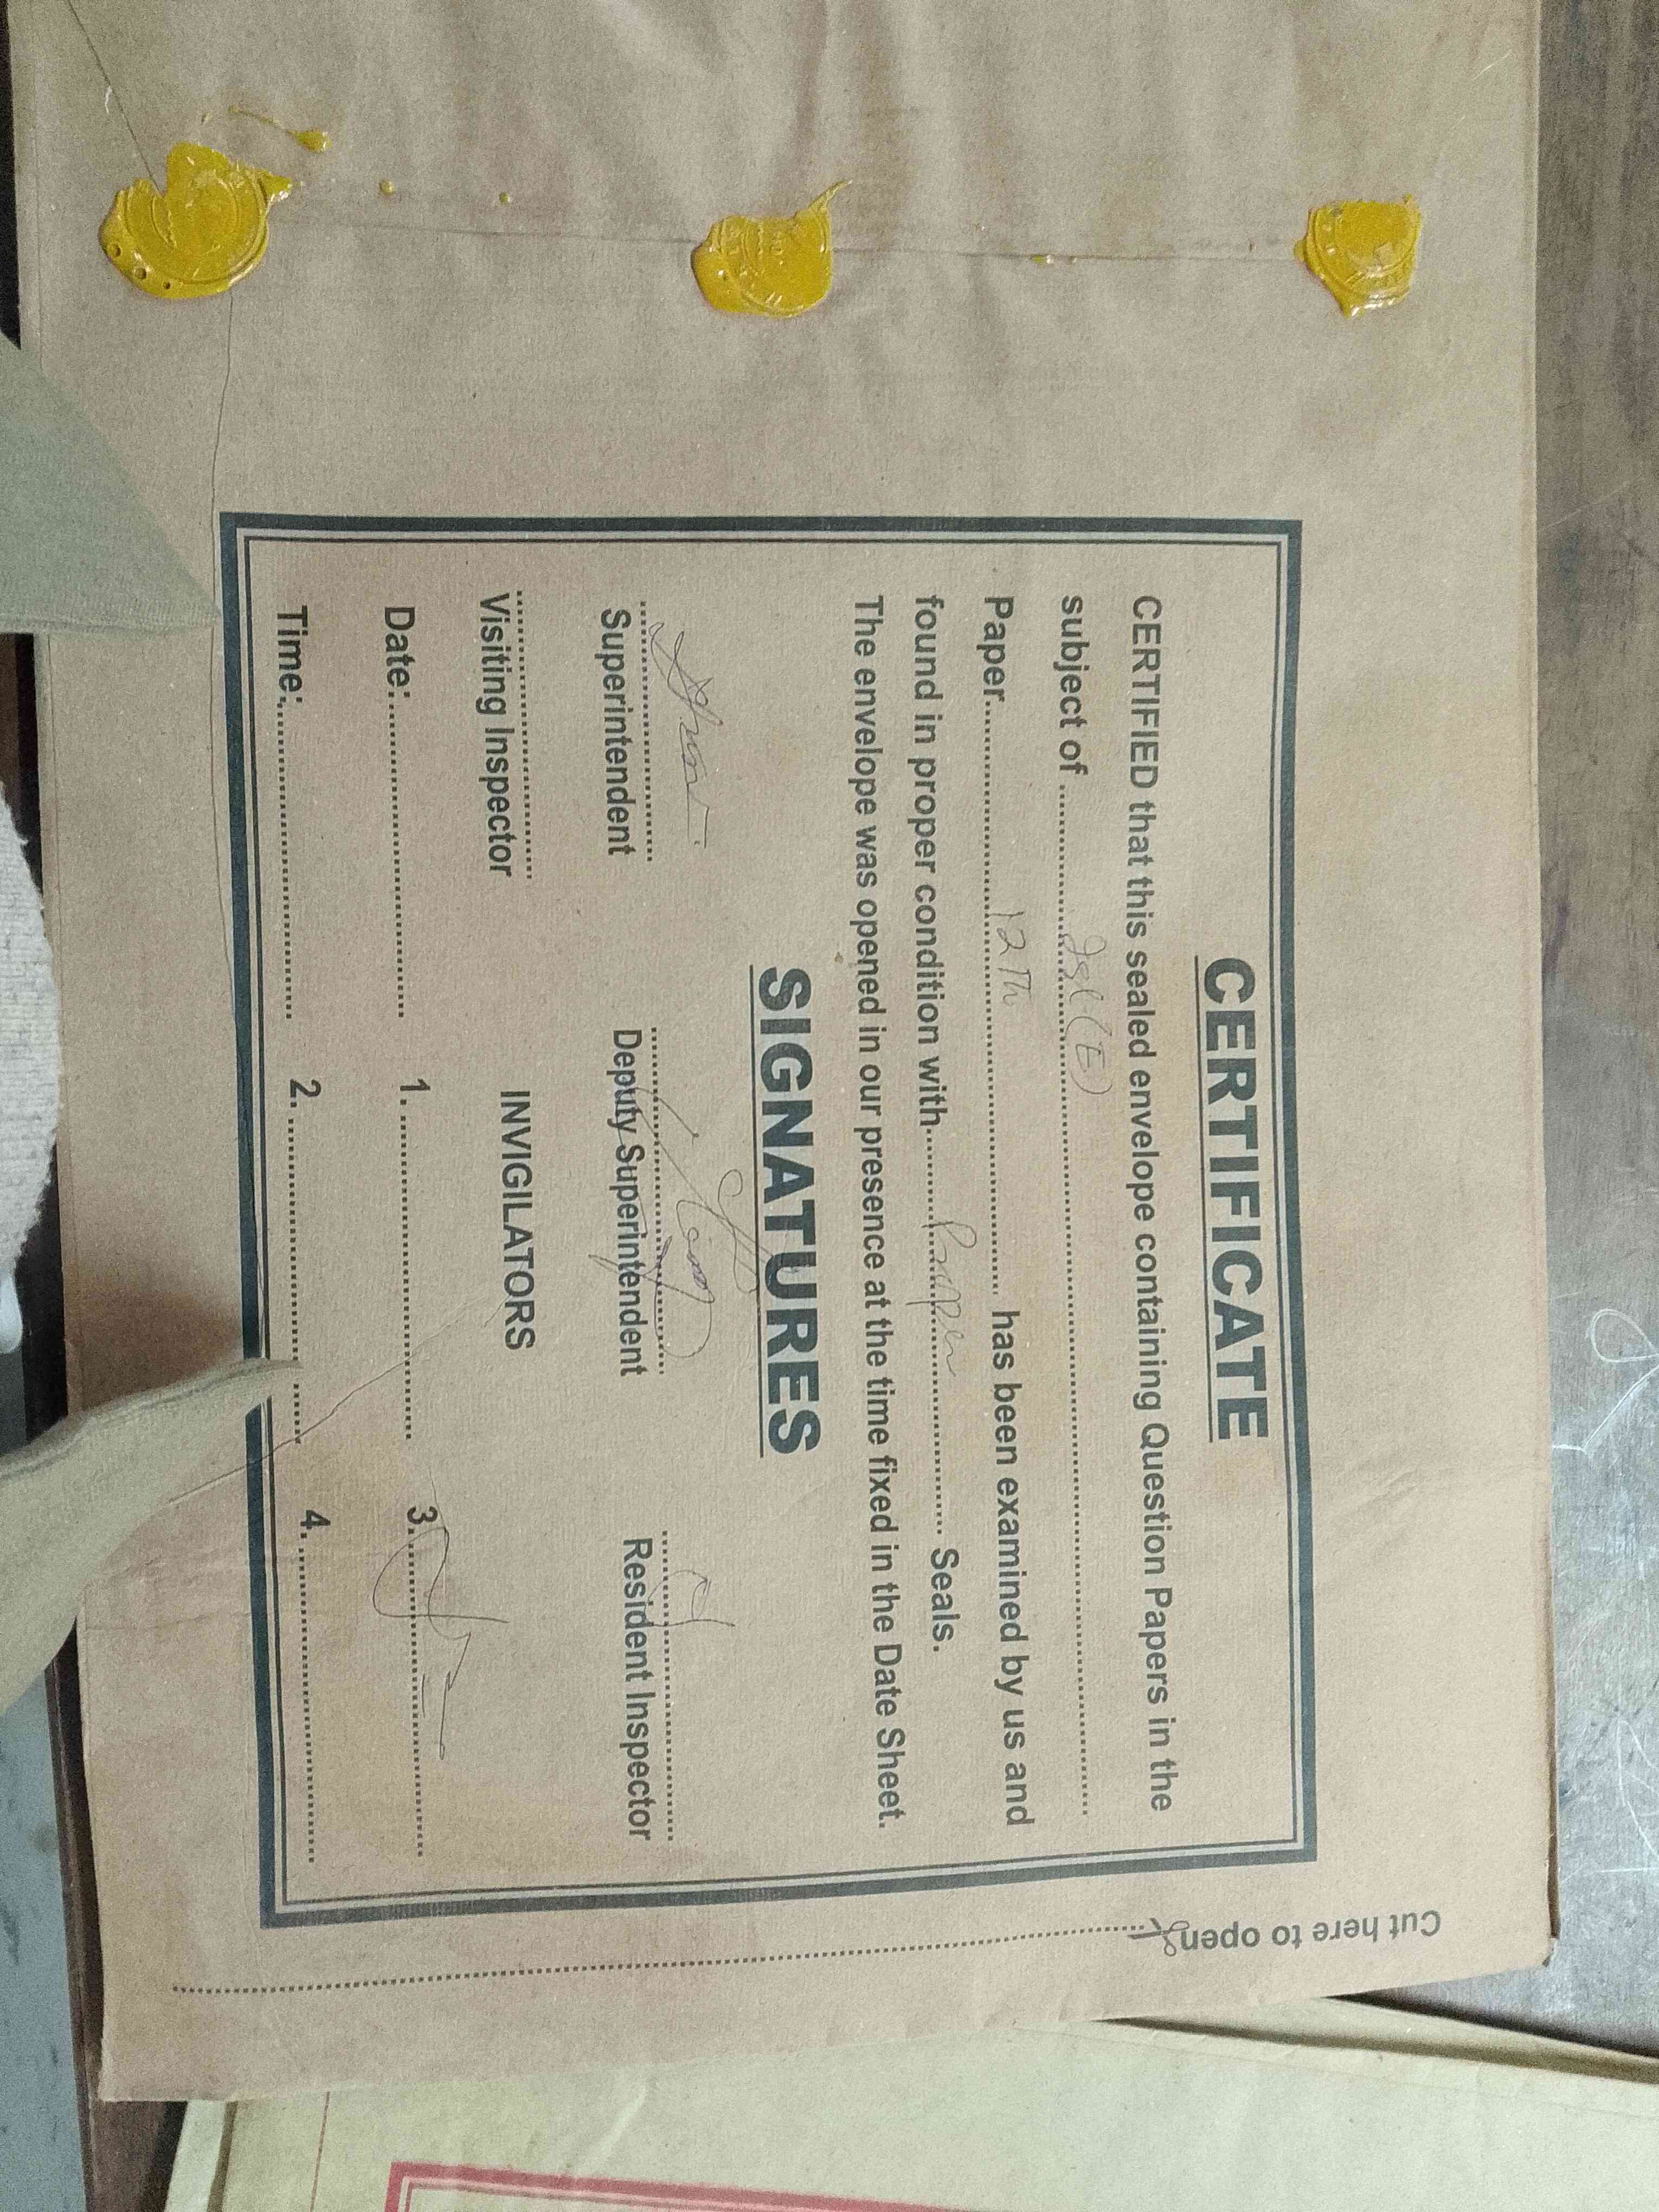 CERTIFICATE
CERTIFIED that this sealed envelope containing Question Papers in the
subject of .......... Isl(E) ..........
Paper .......... 12Th .......... has been examined by us and
found in proper condition with .......... Proper .......... Seals.
The envelope was opened in our presence at the time fixed in the Date Sheet.
SIGNATURES
Superintendent Deputy Superintendent Resident Inspector
Visiting Inspector INVIGILATORS
Date: .......... 1. .......... 3. ..........
Time: .......... 2. .......... 4. ..........
Cut here to open